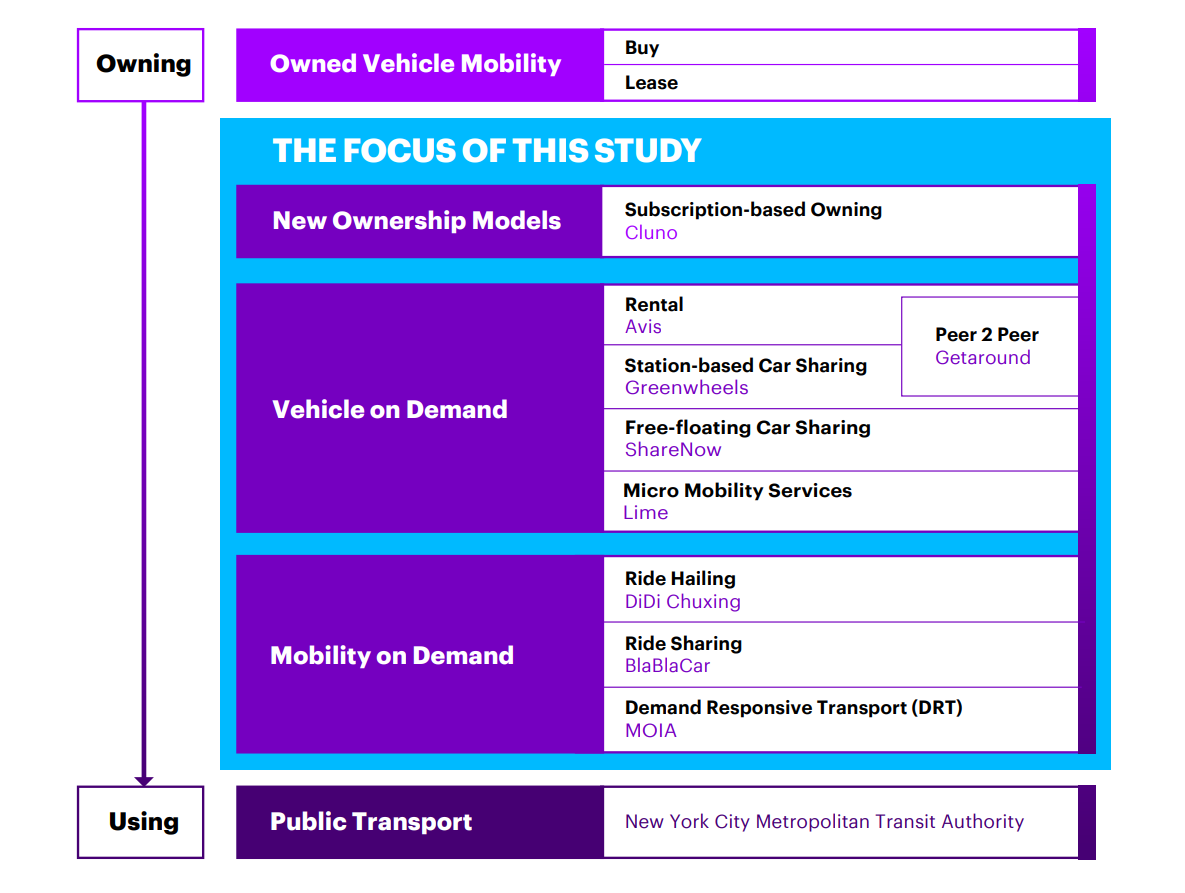 Owning
Owned Vehicle Mobility
Buy
Lease
THE FOCUS OF THIS STUDY
New Ownership Models
Subscription-based Owning
Cluno
Vehicle on Demand
Rental
Avis
Station-based Car Sharing
Greenwheels
Peer 2 Peer
Getaround
Free-floating Car Sharing
ShareNow
Micro Mobility Services
Lime
Mobility on Demand
Ride Hailing
DiDi Chuxing
Ride Sharing
BlaBlaCar
Demand Responsive Transport (DRT)
MOIA
Using
Public Transport
New York City Metropolitan Transit Authority